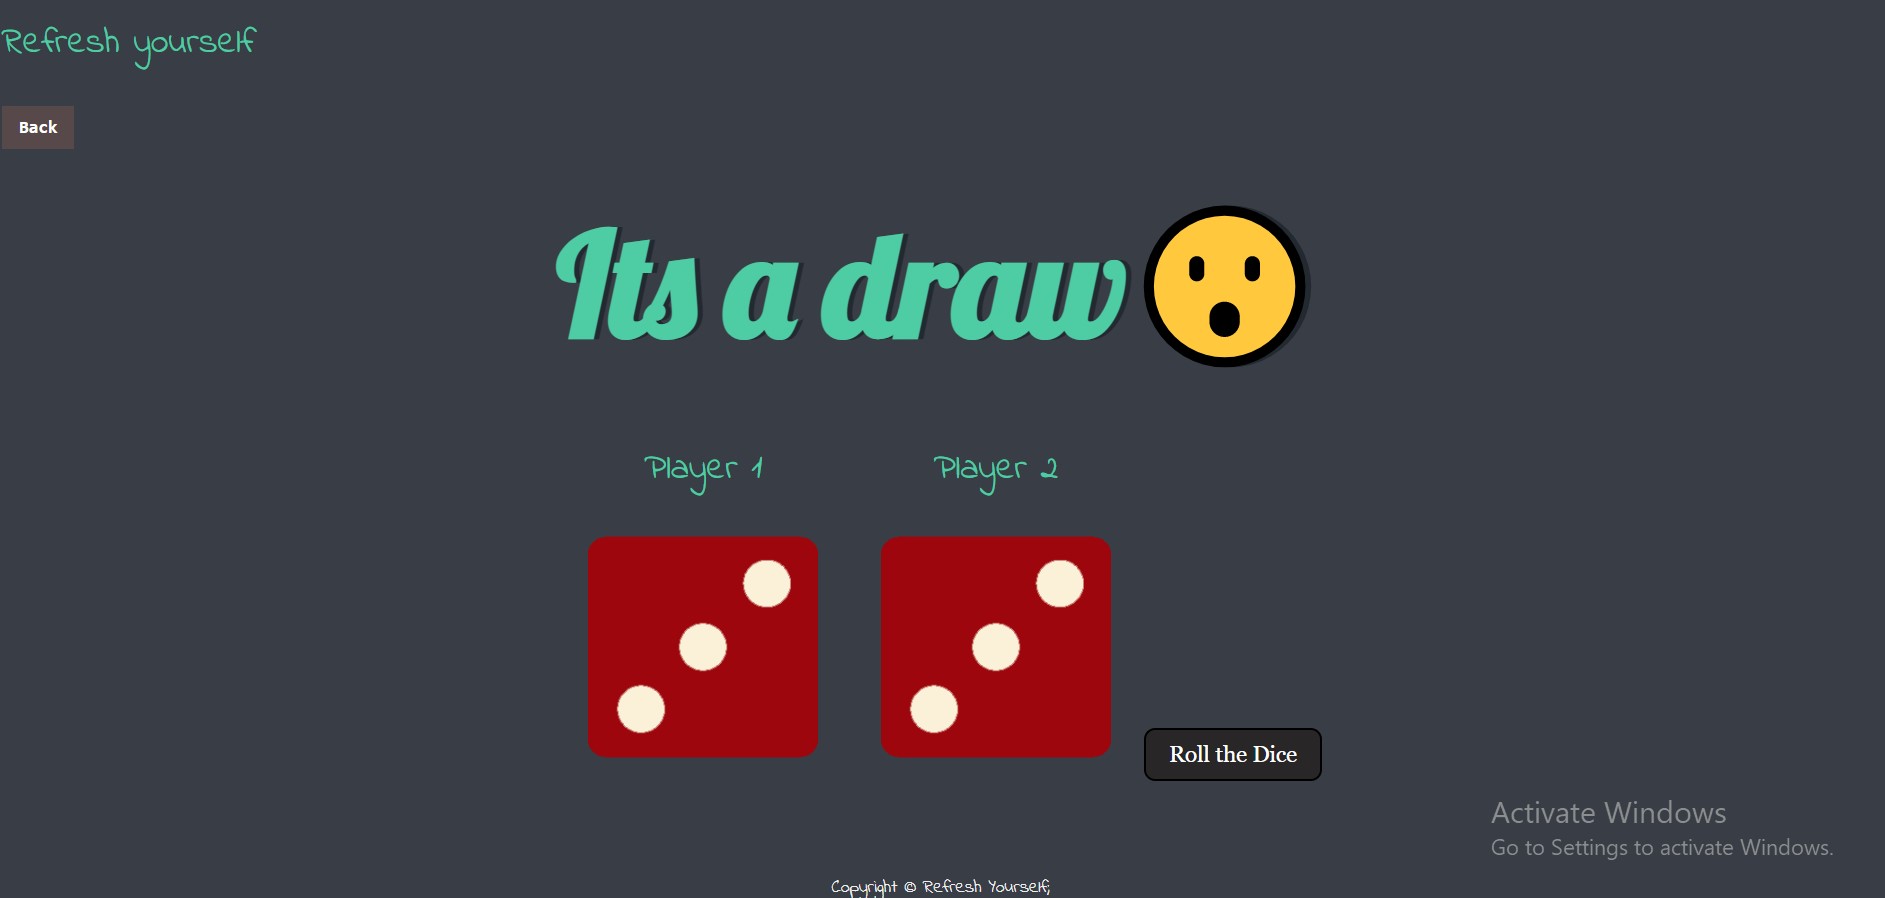 Refresh yourself
Back
Its a draw
Player 1
Player 2
Roll the Dice
Activate Windows
Go to Settings to activate Windows.
Copyright © Refresh Yourself;